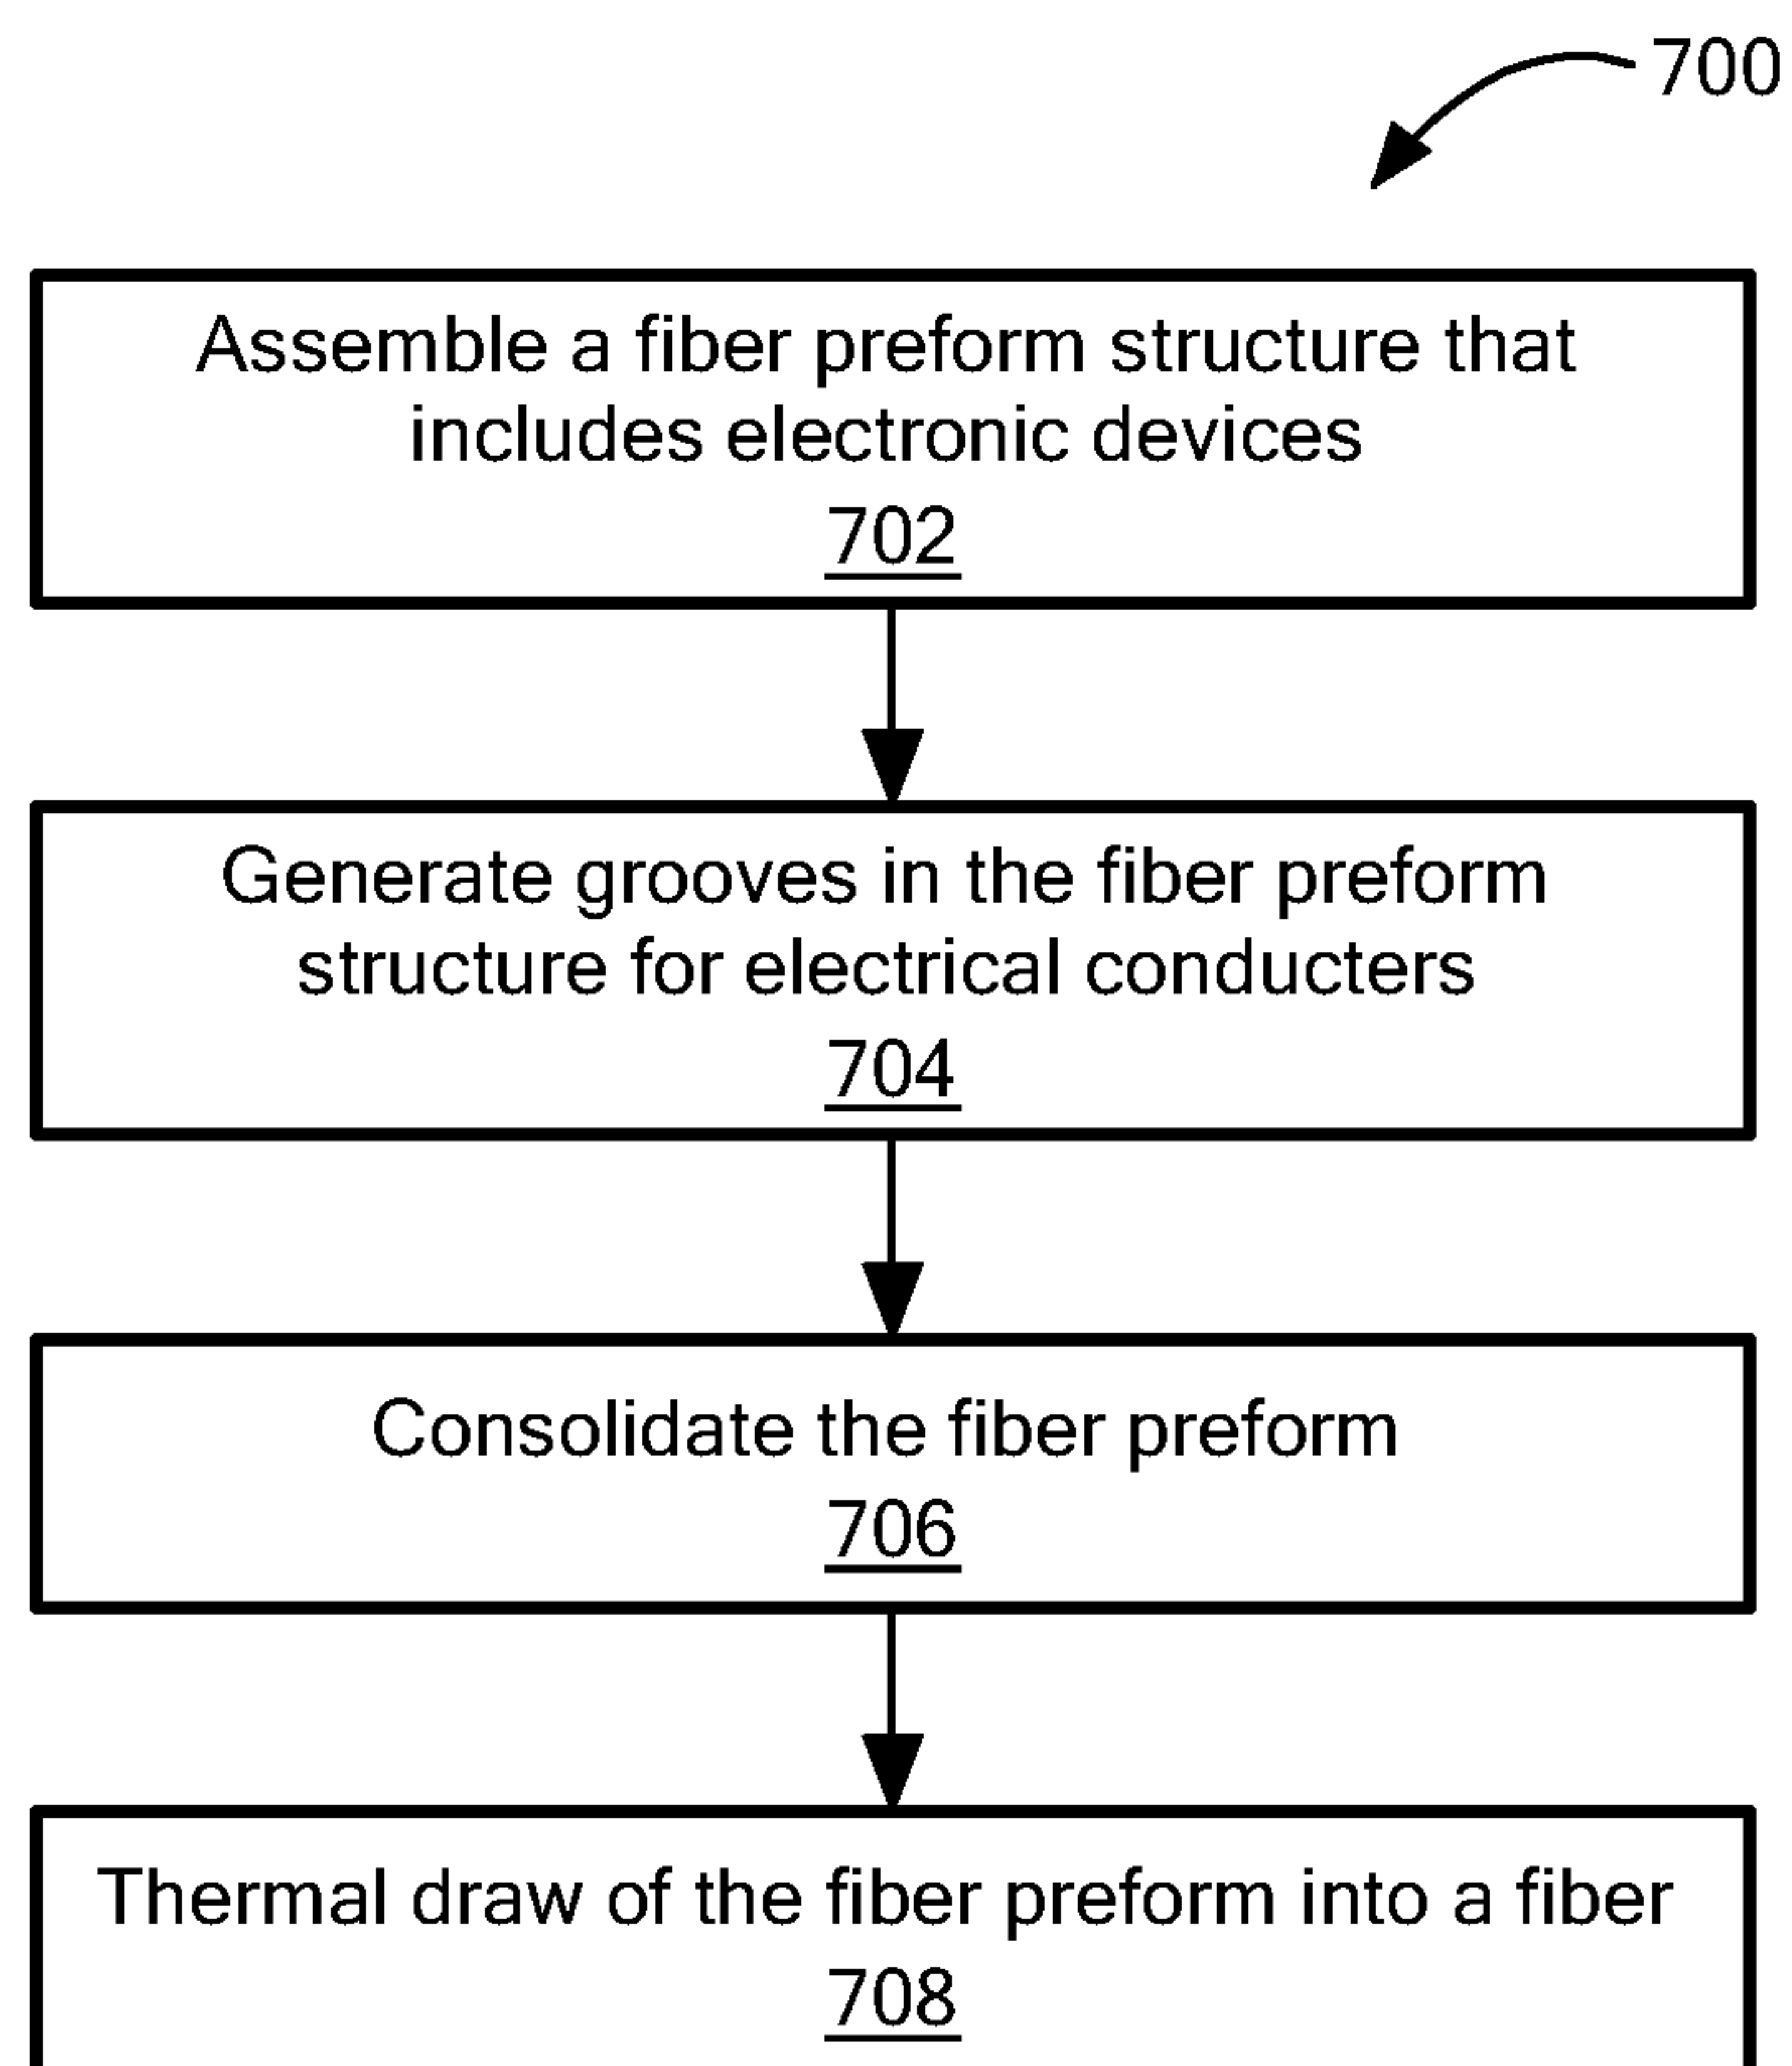 700
Assemble a fiber preform structure that
includes electronic devices
702
Generate grooves in the fiber preform
structure for electrical conducters
704
Consolidate the fiber preform
706
Thermal draw of the fiber preform into a fiber
708